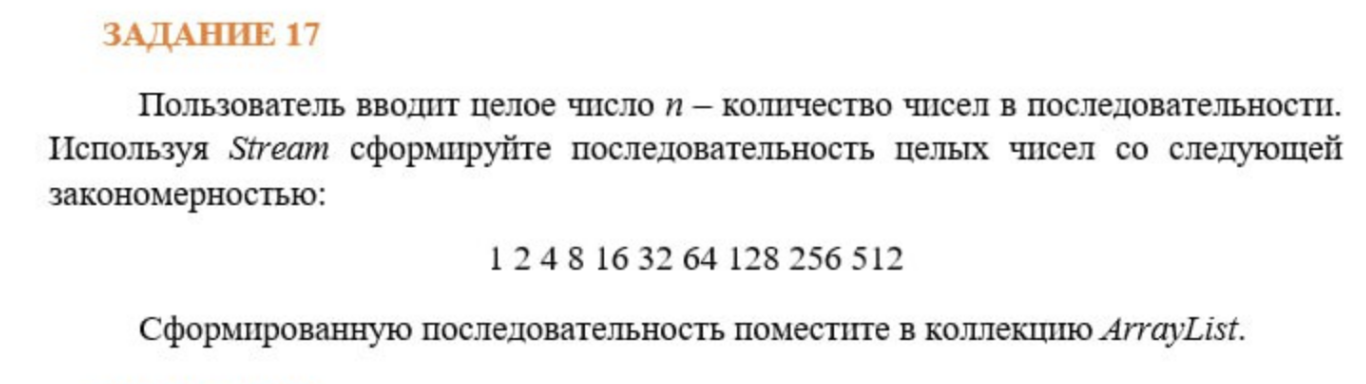 ЗАДАНИЕ 17
Пользователь вводит целое число n – количество чисел в последовательности.
Используя Stream сформируйте последовательность целых чисел со следующей
закономерностью:
1 2 4 8 16 32 64 128 256 512
Сформированную последовательность поместите в коллекцию ArrayList.